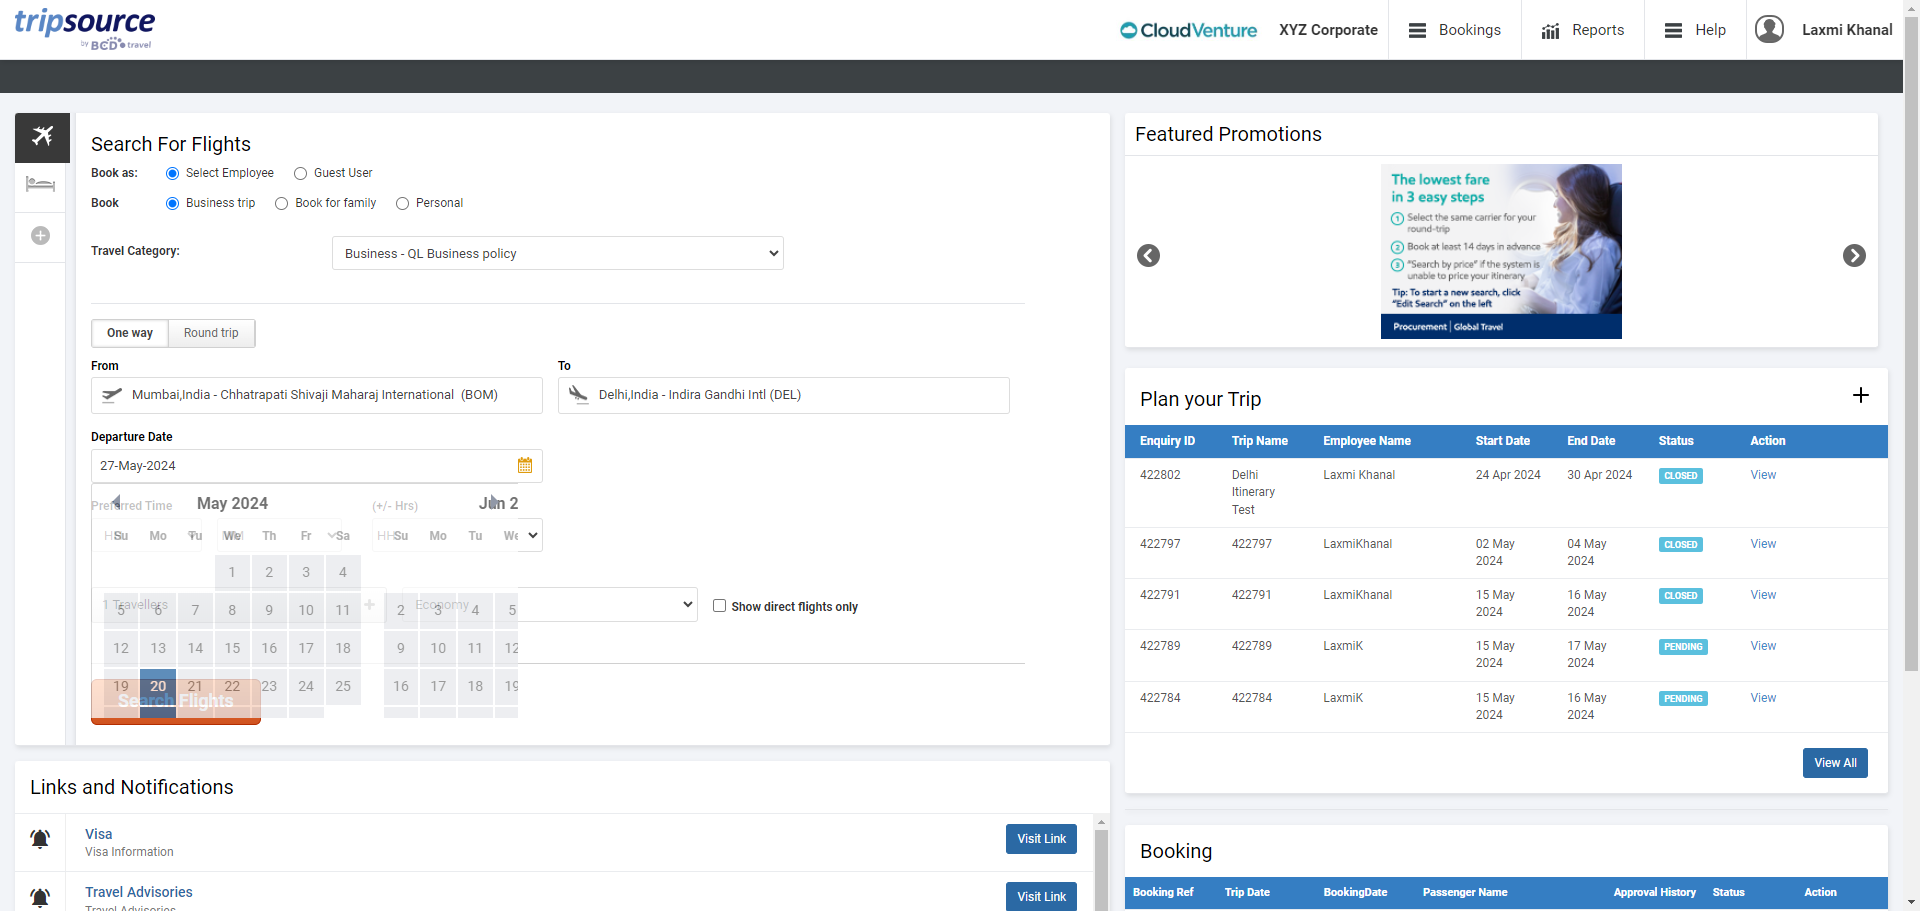 tripsource
by BCD travel
CloudVenture
XYZ Corporate
Bookings
Reports
Help
Laxmi Khanal
Search For Flights
Book as:
Select Employee
Guest User
Book
Business trip
Book for family
Personal
Travel Category:
Business - QL Business policy
One way
Round trip
From
To
Mumbai,India - Chhatrapati Shivaji Maharaj International (BOM)
Delhi,India - Indira Gandhi Intl (DEL)
Departure Date
27-May-2024
Preferred Time
(+/- Hrs)
May 2024
Jun 2
Su Mo Tu We Th Fr Sa
Su Mo Tu We
1 2 3 4
5 6 7 8 9 10 11
2 3 4 5
1 Travellers
Economy
Show direct flights only
12 13 14 15 16 17 18
9 10 11 12
19 20 21 22 23 24 25
16 17 18 19
Search Flights
Links and Notifications
Visa
Visa Information
Visit Link
Travel Advisories
Travel Advisories
Visit Link
Featured Promotions
The lowest fare
in 3 easy steps
1 Select the same carrier for your
round-trip
2 Book at least 14 days in advance
3 "Search by price" if the system is
unable to price your itinerary
Tip: To start a new search, click
"Edit Search" on the left
Procurement | Global Travel
Plan your Trip
Enquiry ID Trip Name Employee Name Start Date End Date Status Action
422802 Delhi Laxmi Khanal 24 Apr 2024 30 Apr 2024 CLOSED View
Itinerary
Test
422797 422797 LaxmiKhanal 02 May 04 May CLOSED View
2024 2024
422791 422791 LaxmiKhanal 15 May 16 May CLOSED View
2024 2024
422789 422789 LaxmiK 15 May 17 May PENDING View
2024 2024
422784 422784 LaxmiK 15 May 16 May PENDING View
2024 2024
View All
Booking
Booking Ref Trip Date BookingDate Passenger Name Approval History Status Action